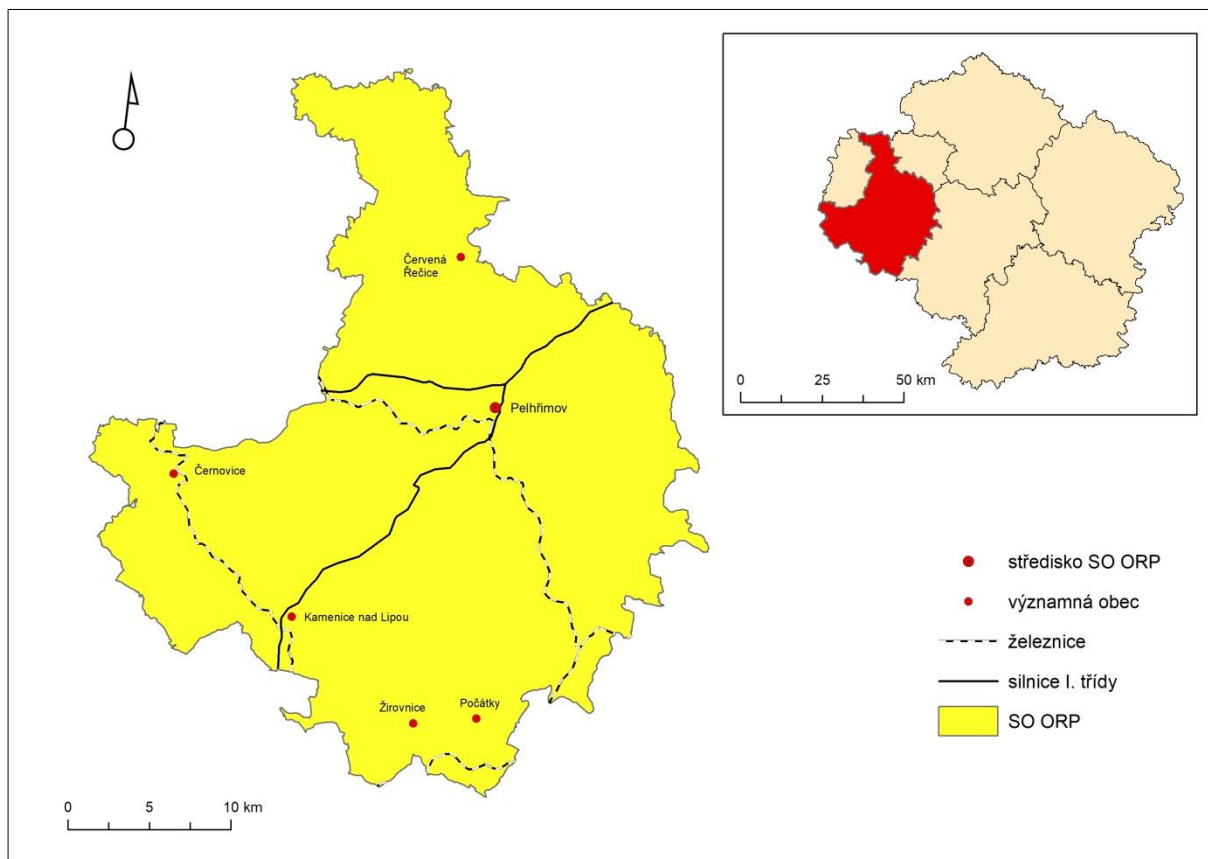 Červená
Řečice
Pelhřimov
Černovice
Kamenice nad Lipou
Žirovnice
Počátky
0 5 10 km
0 25 50 km
středisko SO ORP
významná obec
železnice
silnice I. třídy
SO ORP